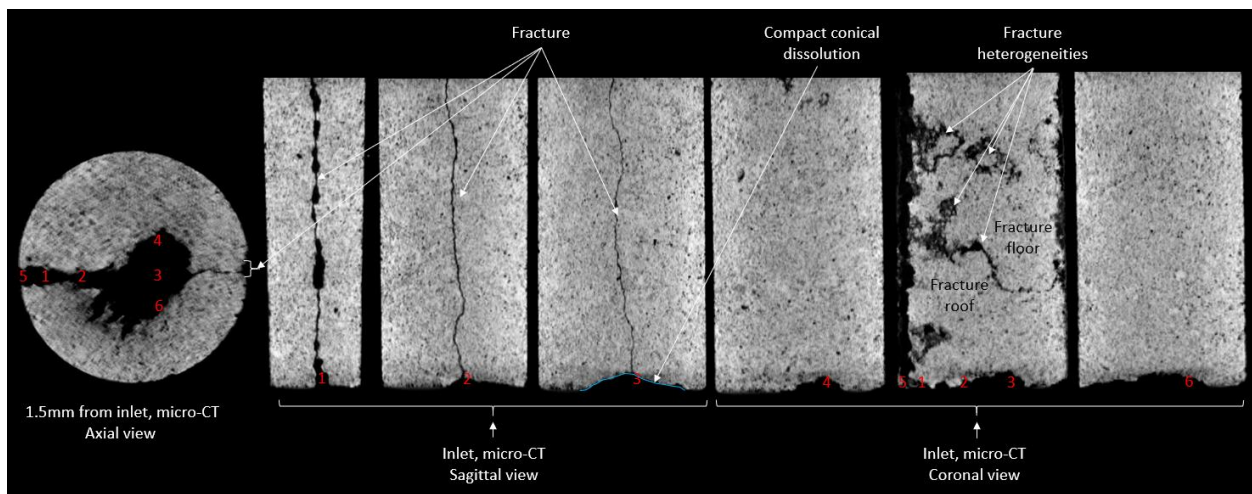 Fracture
Compact conical
dissolution
Fracture
heterogeneities
4
5 1 2 3
6
Fracture
floor
Fracture
roof
1
2
3
4
5 1 2 3
6
1.5mm from inlet, micro-CT
Axial view
Inlet, micro-CT
Sagittal view
Inlet, micro-CT
Coronal view